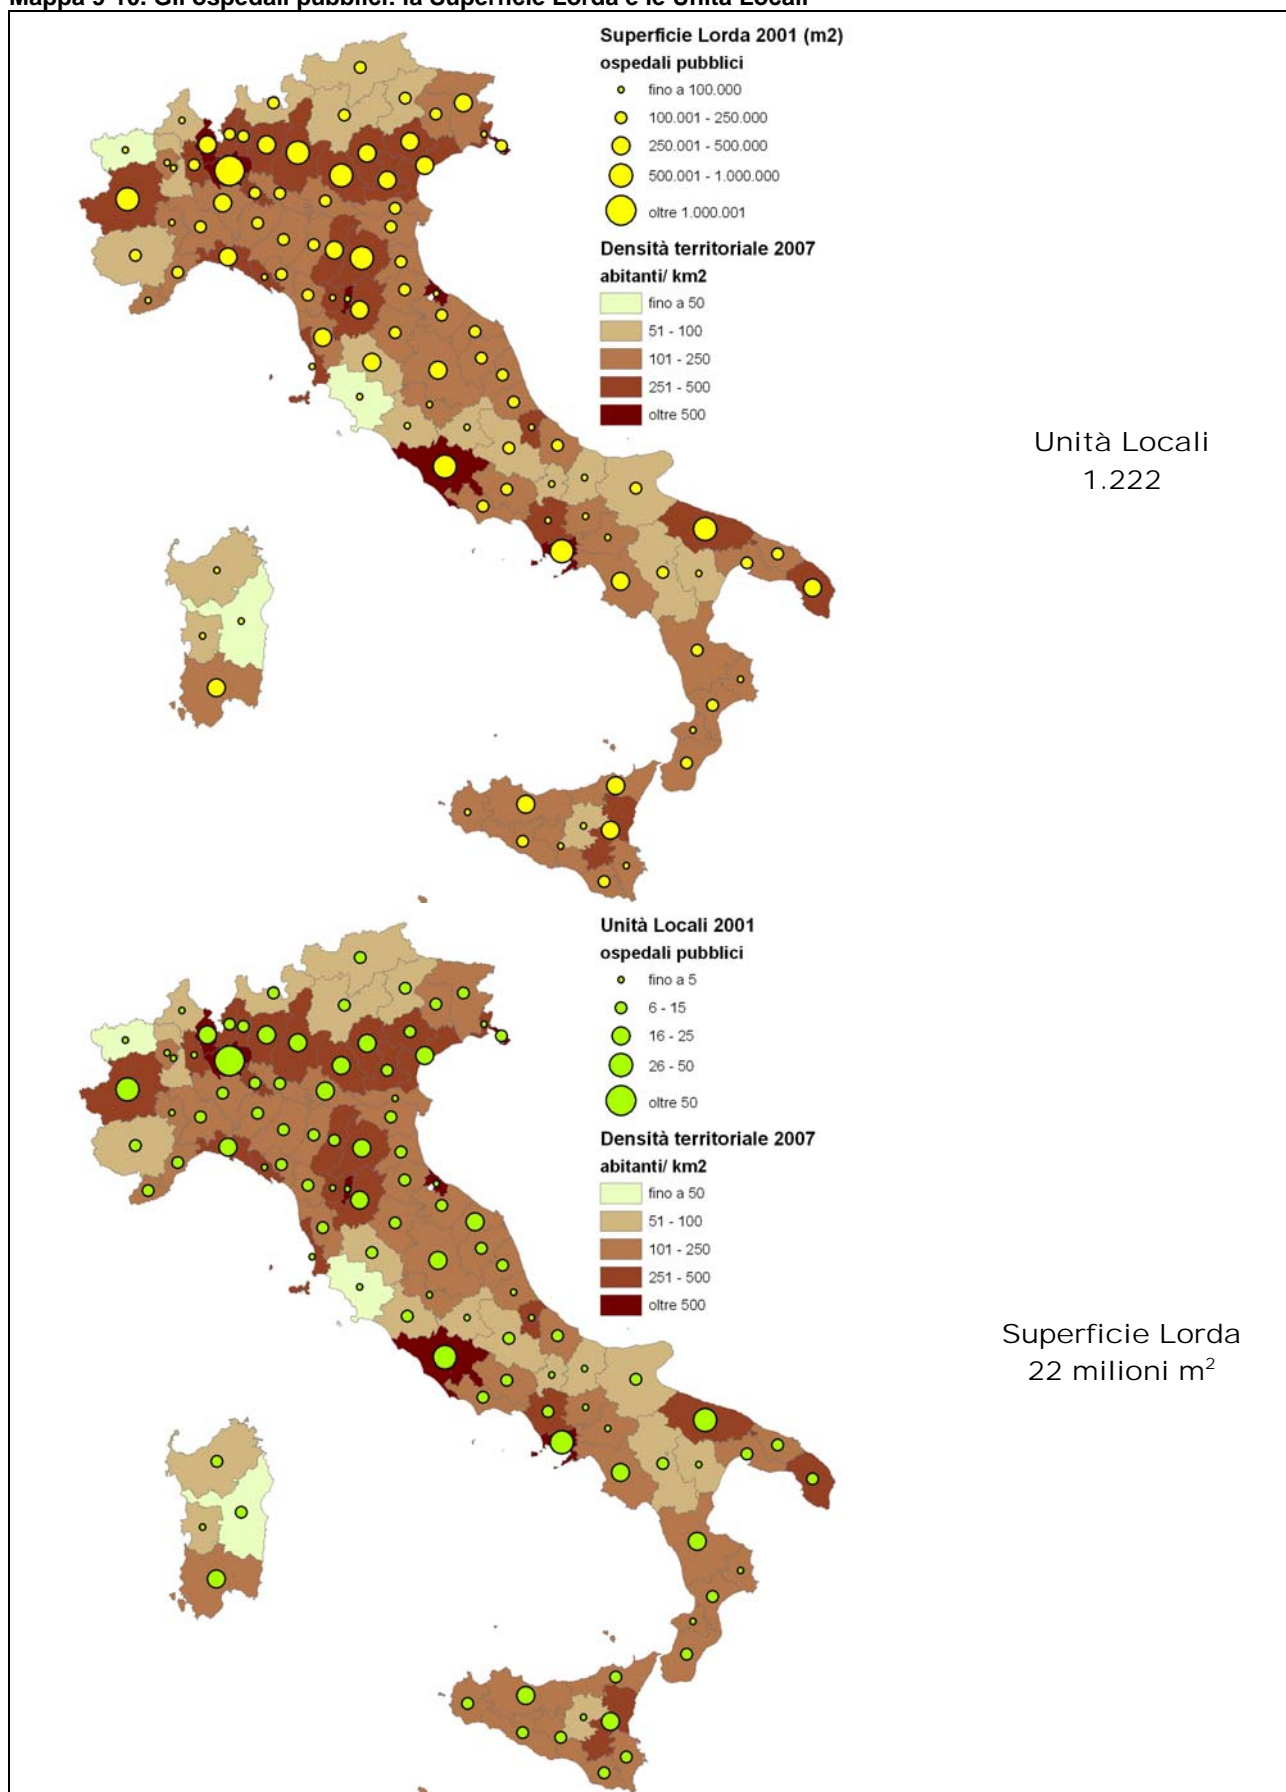 Mappa 9-10: Gli ospedali pubblici: la Superficie Lorda e le Unità Locali
Superficie Lorda 2001 (m2)
ospedali pubblici
fino a 100.000
100.001 - 250.000
250.001 - 500.000
500.001 - 1.000.000
oltre 1.000.001
Densità territoriale 2007
abitanti/ km2
fino a 50
51 - 100
101 - 250
251 - 500
oltre 500
Unità Locali
1.222
Unità Locali 2001
ospedali pubblici
fino a 5
6 - 15
16 - 25
26 - 50
oltre 50
Densità territoriale 2007
abitanti/ km2
fino a 50
51 - 100
101 - 250
251 - 500
oltre 500
Superficie Lorda
22 milioni m²